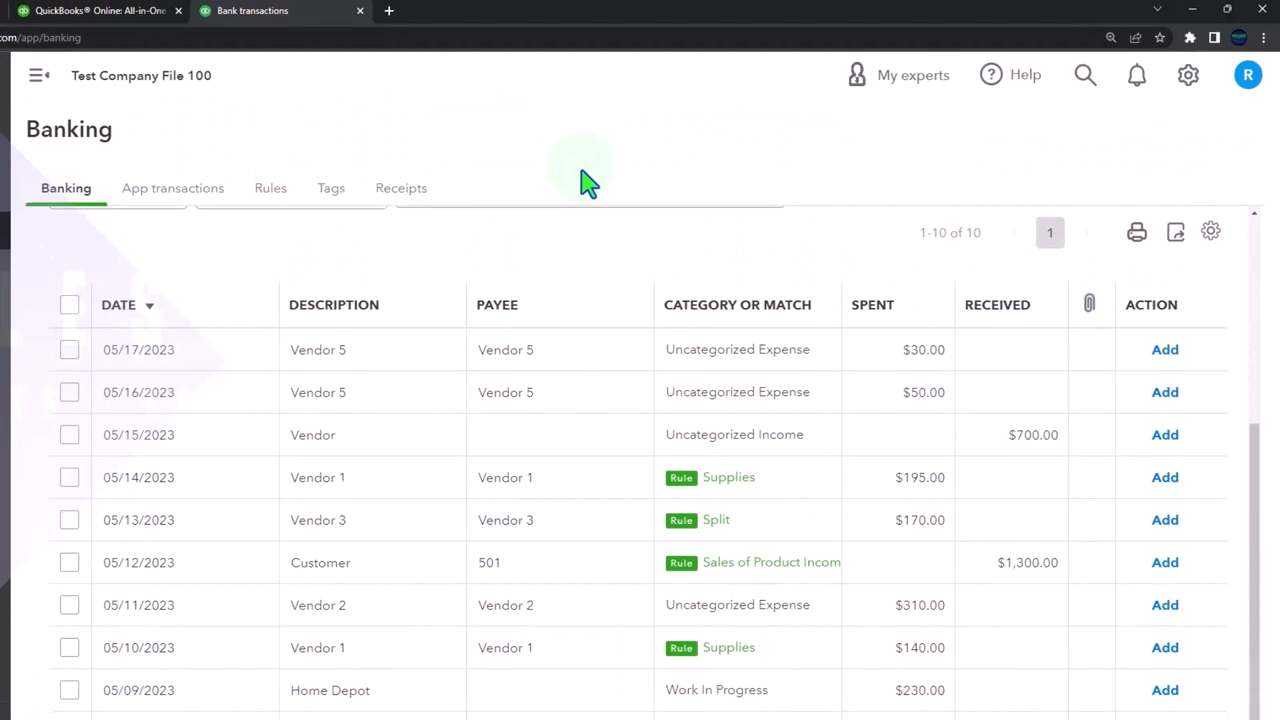 QuickBooks® Online: All-in-One
Bank transactions
com/app/banking
Test Company File 100
My experts
Help
R
Banking
Banking App transactions Rules Tags Receipts
1-10 of 10
1
DATE DESCRIPTION PAYEE CATEGORY OR MATCH SPENT RECEIVED ACTION
05/17/2023 Vendor 5 Vendor 5 Uncategorized Expense $30.00 Add
05/16/2023 Vendor 5 Vendor 5 Uncategorized Expense $50.00 Add
05/15/2023 Vendor Uncategorized Income $700.00 Add
05/14/2023 Vendor 1 Vendor 1 Rule Supplies $195.00 Add
05/13/2023 Vendor 3 Vendor 3 Rule Split $170.00 Add
05/12/2023 Customer 501 Rule Sales of Product Incom $1,300.00 Add
05/11/2023 Vendor 2 Vendor 2 Uncategorized Expense $310.00 Add
05/10/2023 Vendor 1 Vendor 1 Rule Supplies $140.00 Add
05/09/2023 Home Depot Work In Progress $230.00 Add